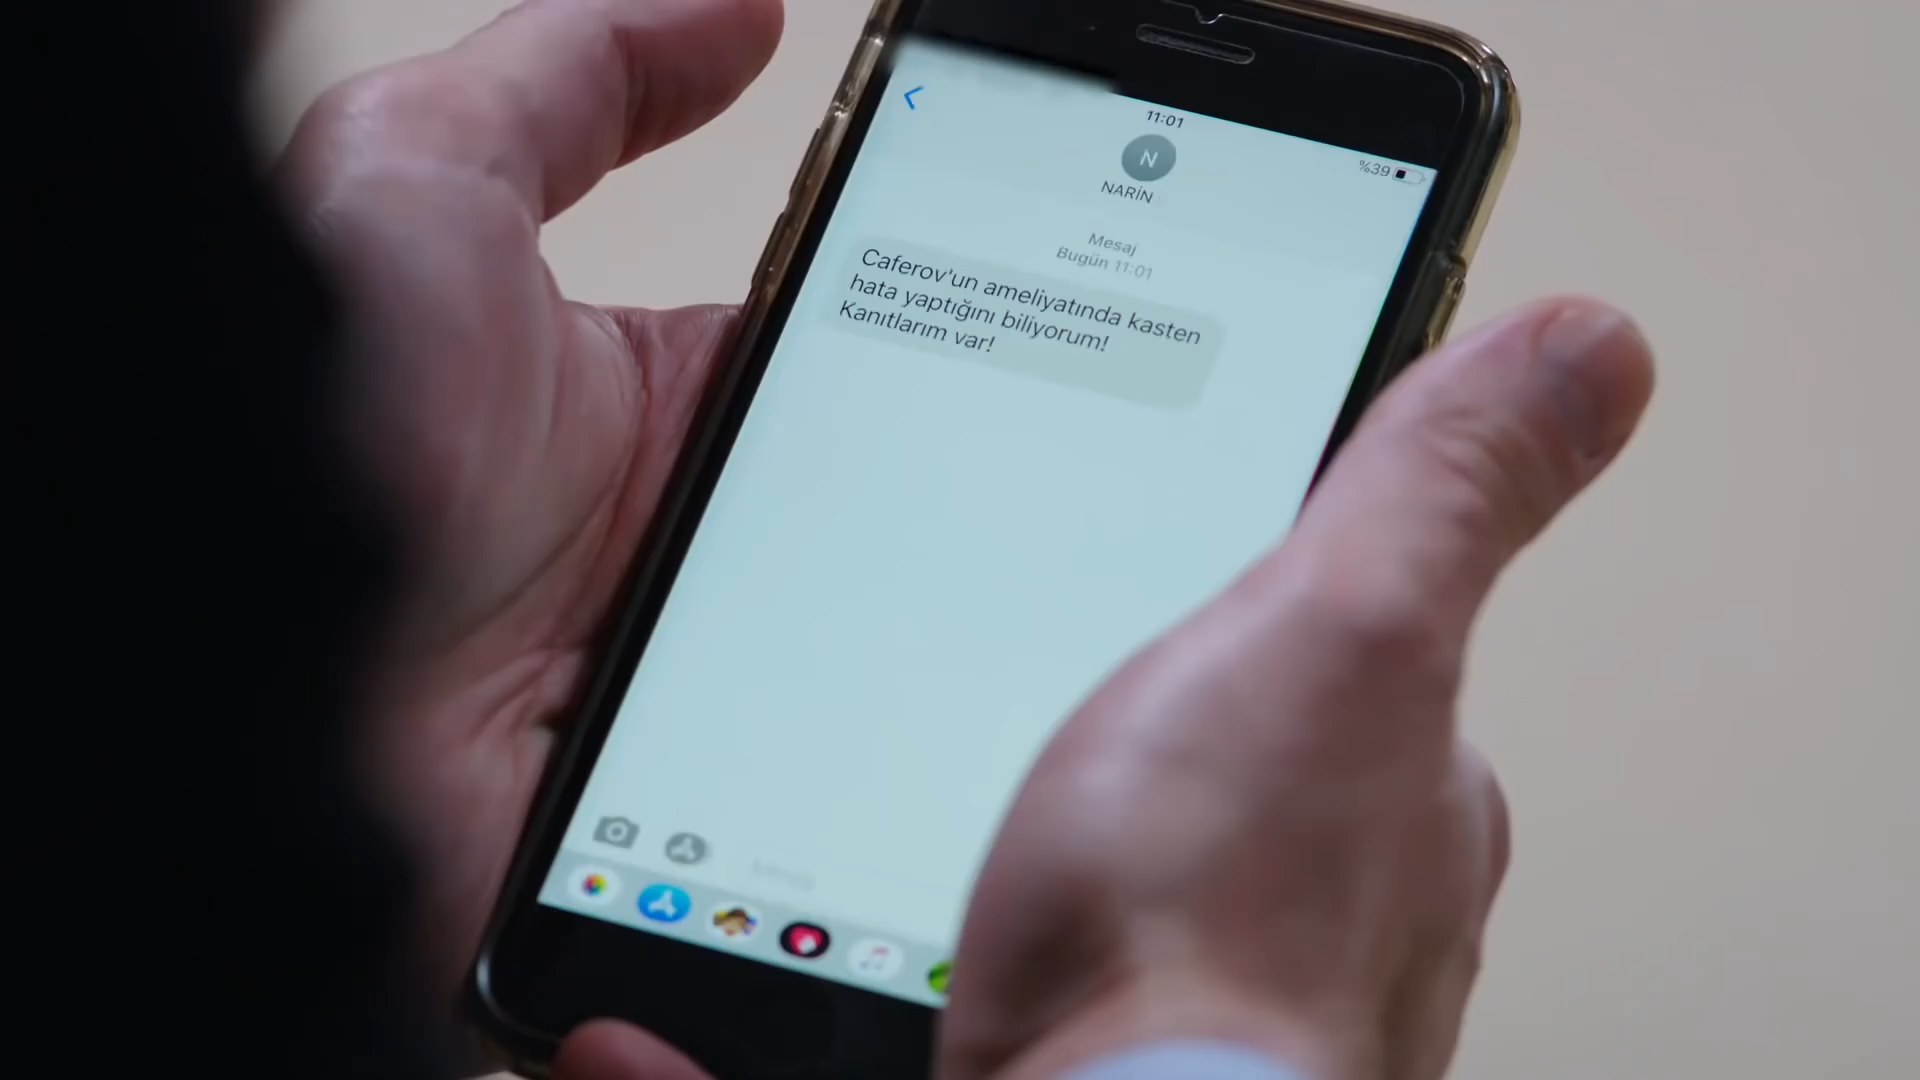 11:01
%39
N
NARİN
Mesaj
Bugün 11:01
Caferov'un ameliyatında kasten
hata yaptığını biliyorum!
Kanıtlarım var!